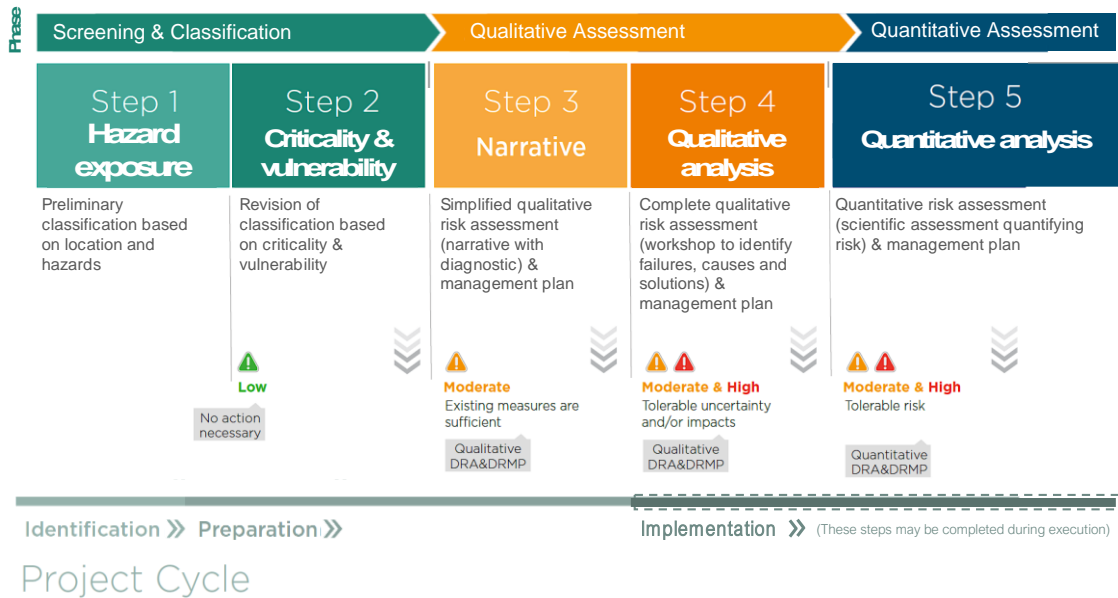 Phase
Screening & Classification
Qualitative Assessment
Quantitative Assessment
Step 1
Hazard
exposure
Step 2
Criticality &
vulnerability
Step 3
Narrative
Step 4
Qualitative
analysis
Step 5
Quantitative analysis
Preliminary
classification based
on location and
hazards
Revision of
classification based
on criticality &
vulnerability
Simplified qualitative
risk assessment
(narrative with
diagnostic) &
management plan
Complete qualitative
risk assessment
(workshop to identify
failures, causes and
solutions) &
management plan
Quantitative risk assessment
(scientific assessment quantifying
risk) & management plan
Low
No action
necessary
Moderate
Existing measures are
sufficient
Qualitative
DRA&DRMP
Moderate & High
Tolerable uncertainty
and/or impacts
Qualitative
DRA&DRMP
Moderate & High
Tolerable risk
Quantitative
DRA&DRMP
Identification
Preparation
Implementation
(These steps may be completed during execution)
Project Cycle